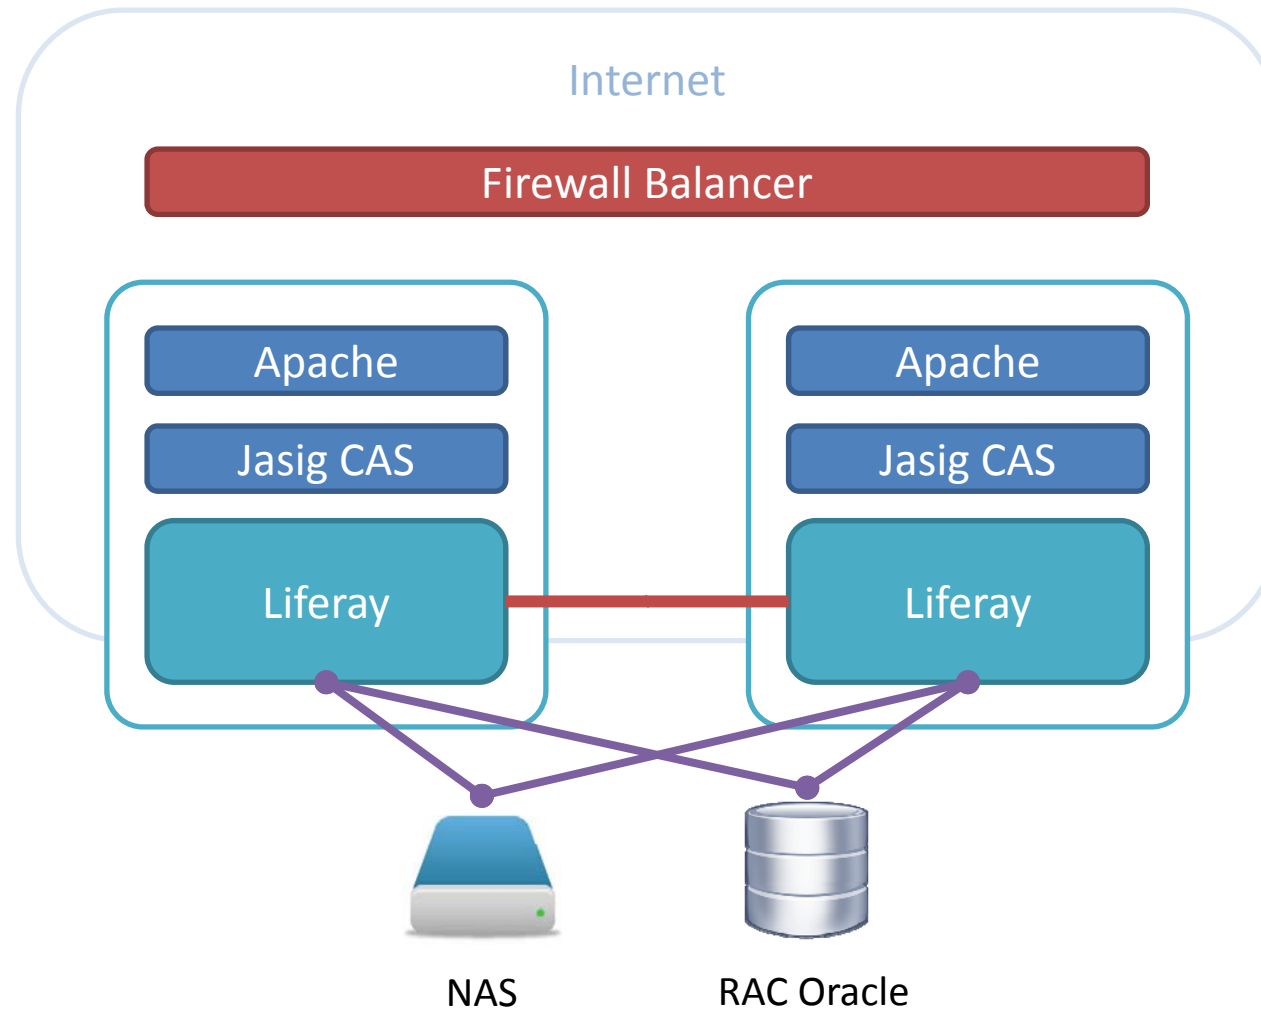 Internet
Firewall Balancer
Apache
Apache
Jasig CAS
Jasig CAS
Liferay
Liferay
NAS
RAC Oracle